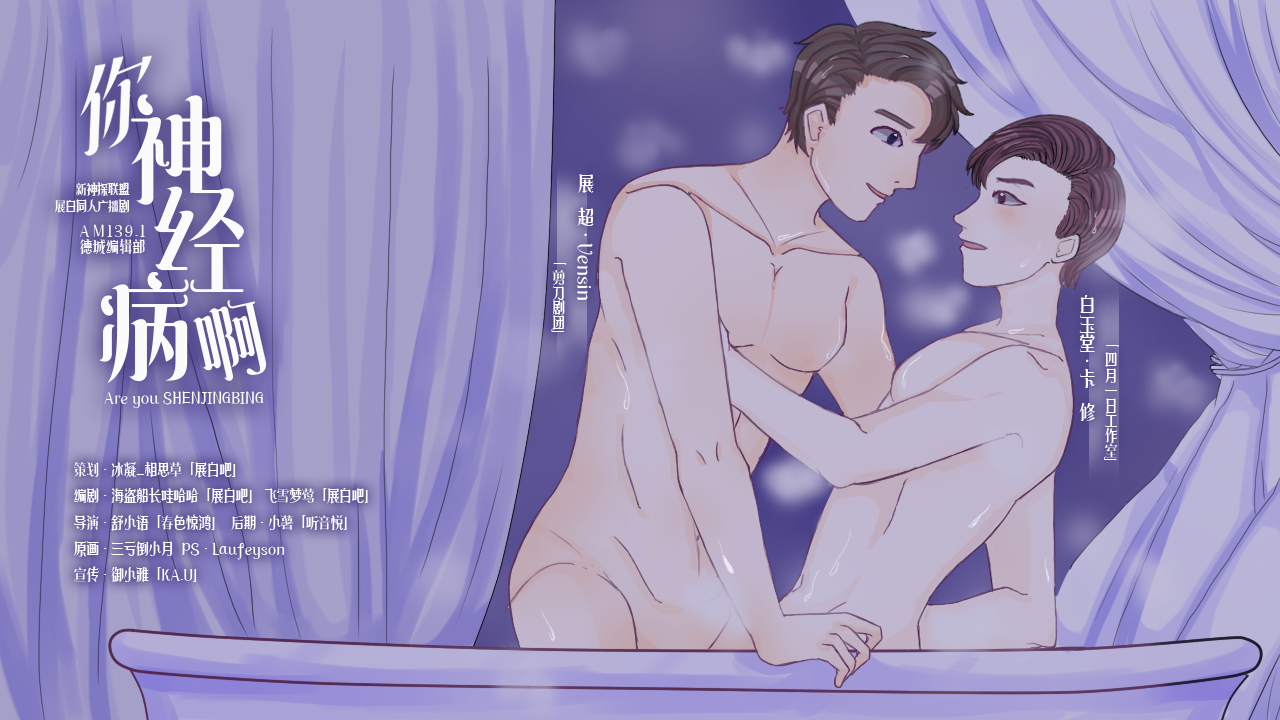 你神经病啊
新神探联盟
展白同人广播剧
AM139.1
德城编辑部
Are you SHENJINGBING
策划·冰凝_相思草「展白吧」
编剧·海盗船长哇哈哈「展白吧」 飞雪梦莺「展白吧」
导演·舒小语「春色惊鸿」 后期·小薯「听音悦」
原画·三亏倒小月 PS·Laufeyson
宣传·御小雅「KA.U」
展 超·Vensin
「剪刀剧团」
白玉堂·卡 修
「四月一日工作室」